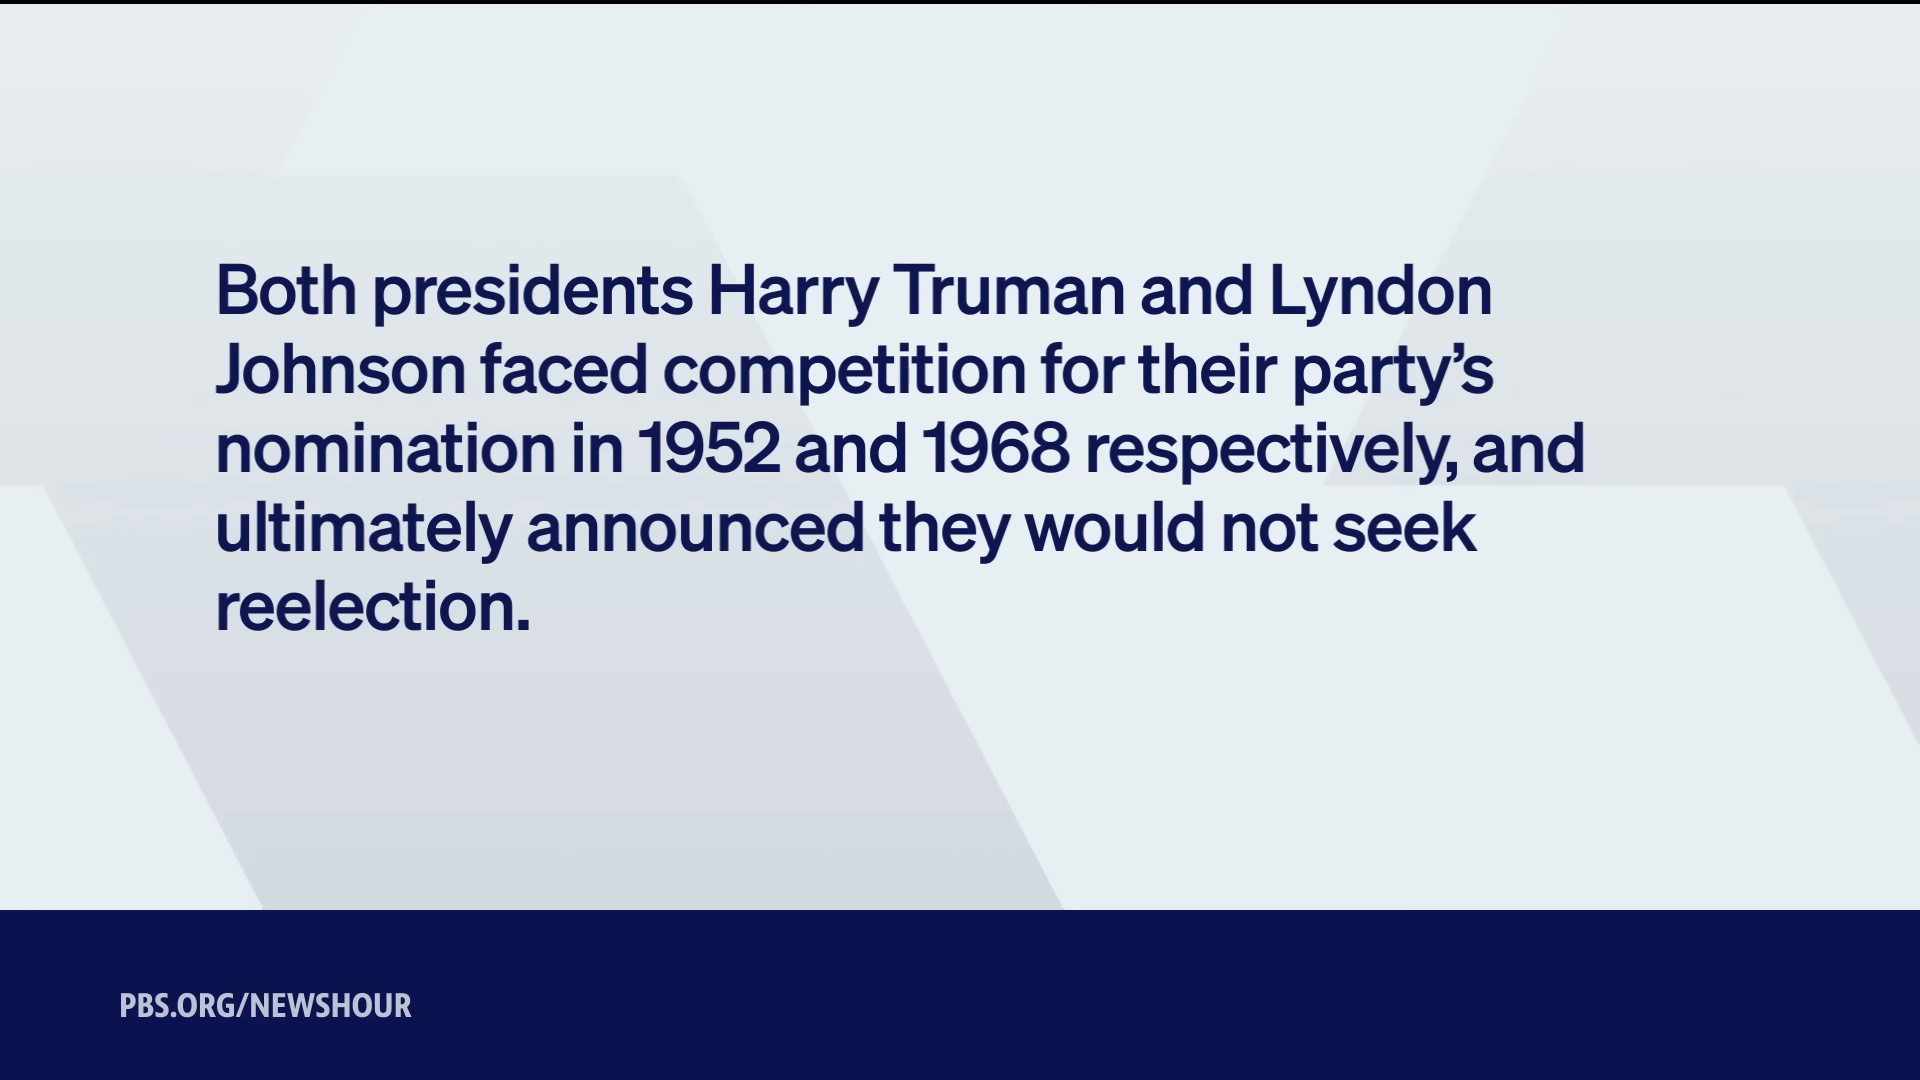 Both presidents Harry Truman and Lyndon
Johnson faced competition for their party’s
nomination in 1952 and 1968 respectively, and
ultimately announced they would not seek
reelection.
PBS.ORG/NEWSHOUR